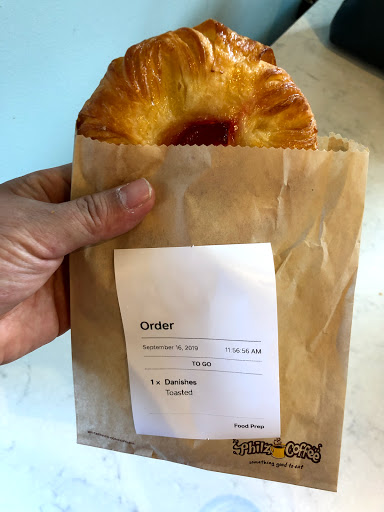 Order
September 16, 2019 11:56:56 AM
TO GO
1 x Danishes
Toasted
Food Prep
Philz Coffee
something good to eat